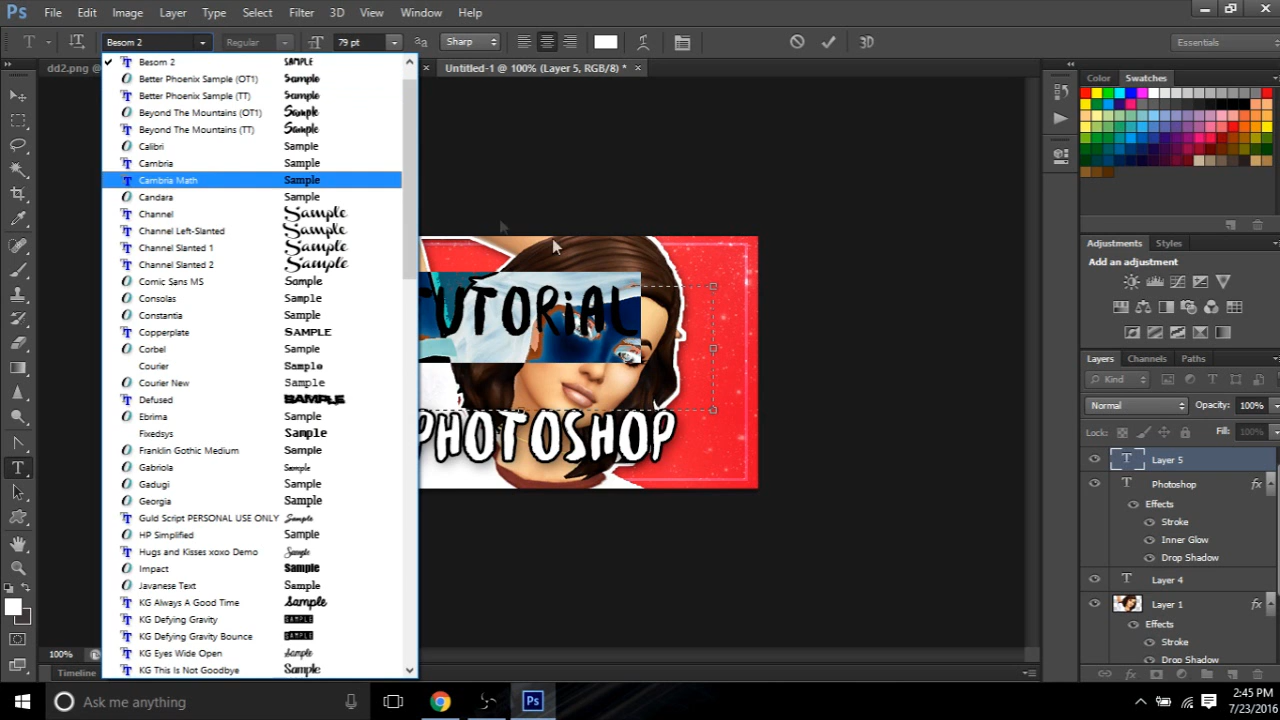 Ps File Edit Image Layer Type Select Filter 3D View Window Help
Besom 2 Regular 79 pt Sharp 3D Essentials
dd2.png @ Untitled-1 @ 100% (Layer 5, RGB/8) *
Besom 2 SAMPLE
Better Phoenix Sample (OT1) Sample
Better Phoenix Sample (TT) Sample
Beyond The Mountains (OT1) Sample
Beyond The Mountains (TT) Sample
Calibri Sample
Cambria Sample
Cambria Math Sample
Candara Sample
Channel Sample
Channel Left-Slanted Sample
Channel Slanted 1 Sample
Channel Slanted 2 Sample
Comic Sans MS Sample
Consolas Sample
Constantia Sample
Copperplate SAMPLE
Corbel Sample
Courier Sample
Courier New Sample
Defused SAMPLE
Ebrima Sample
Fixedsys Sample
Franklin Gothic Medium Sample
Gabriola Sample
Gadugi Sample
Georgia Sample
Guld Script PERSONAL USE ONLY Sample
HP Simplified Sample
Hugs and Kisses xoxo Demo Sample
Impact Sample
Javanese Text Sample
KG Always A Good Time Sample
KG Defying Gravity SAMPLE
KG Defying Gravity Bounce SAMPLE
KG Eyes Wide Open Sample
KG This Is Not Goodbye Sample
TUTORiAL
PHOTOSHOP
Color Swatches
Adjustments Styles
Add an adjustment
Layers Channels Paths
Kind
Normal Opacity: 100%
Lock: Fill: 100%
Layer 5
Photoshop fx
Effects
Stroke
Inner Glow
Drop Shadow
Layer 4
Layer 1 fx
Effects
Stroke
Drop Shadow
100%
Timeline
Ask me anything
Ps
2:45 PM
7/23/2016